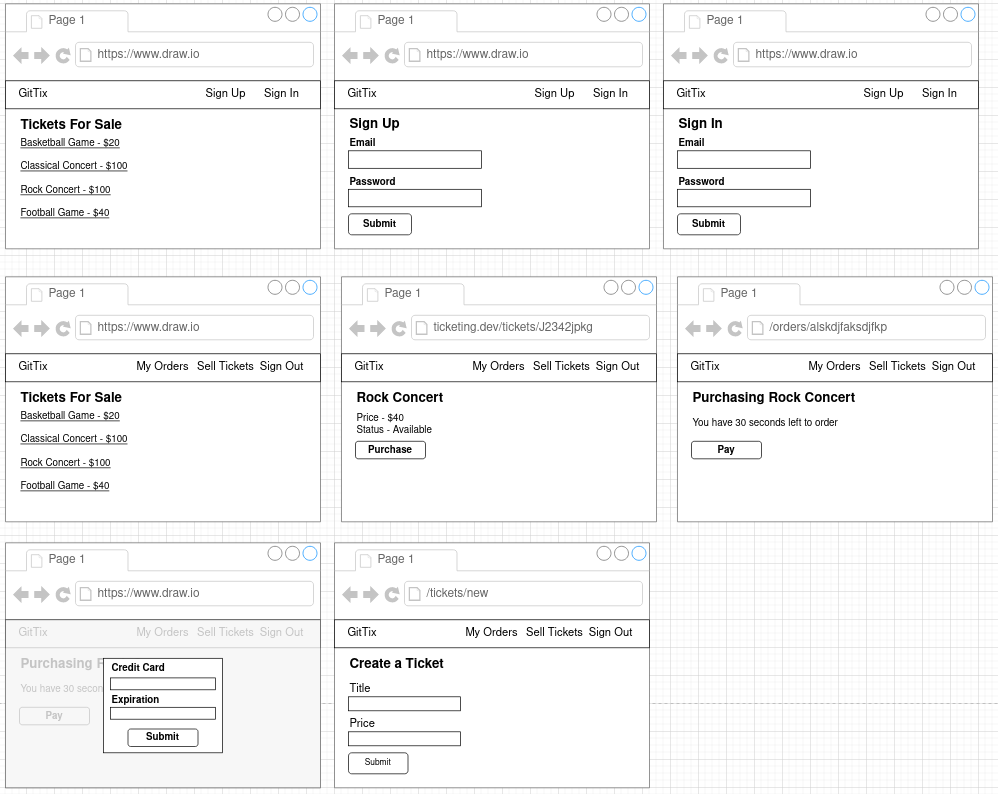 Page 1
https://www.draw.io
GitTix Sign Up Sign In
Tickets For Sale
Basketball Game - $20
Classical Concert - $100
Rock Concert - $100
Football Game - $40
Page 1
https://www.draw.io
GitTix Sign Up Sign In
Sign Up
Email
Password
Submit
Page 1
https://www.draw.io
GitTix Sign Up Sign In
Sign In
Email
Password
Submit
Page 1
https://www.draw.io
GitTix My Orders Sell Tickets Sign Out
Tickets For Sale
Basketball Game - $20
Classical Concert - $100
Rock Concert - $100
Football Game - $40
Page 1
ticketing.dev/tickets/J2342jpkg
GitTix My Orders Sell Tickets Sign Out
Rock Concert
Price - $40
Status - Available
Purchase
Page 1
/orders/alskdjfaksdjfkp
GitTix My Orders Sell Tickets Sign Out
Purchasing Rock Concert
You have 30 seconds left to order
Pay
Page 1
https://www.draw.io
GitTix My Orders Sell Tickets Sign Out
Purchasing
You have 30
Pay
Credit Card
Expiration
Submit
Page 1
/tickets/new
GitTix My Orders Sell Tickets Sign Out
Create a Ticket
Title
Price
Submit